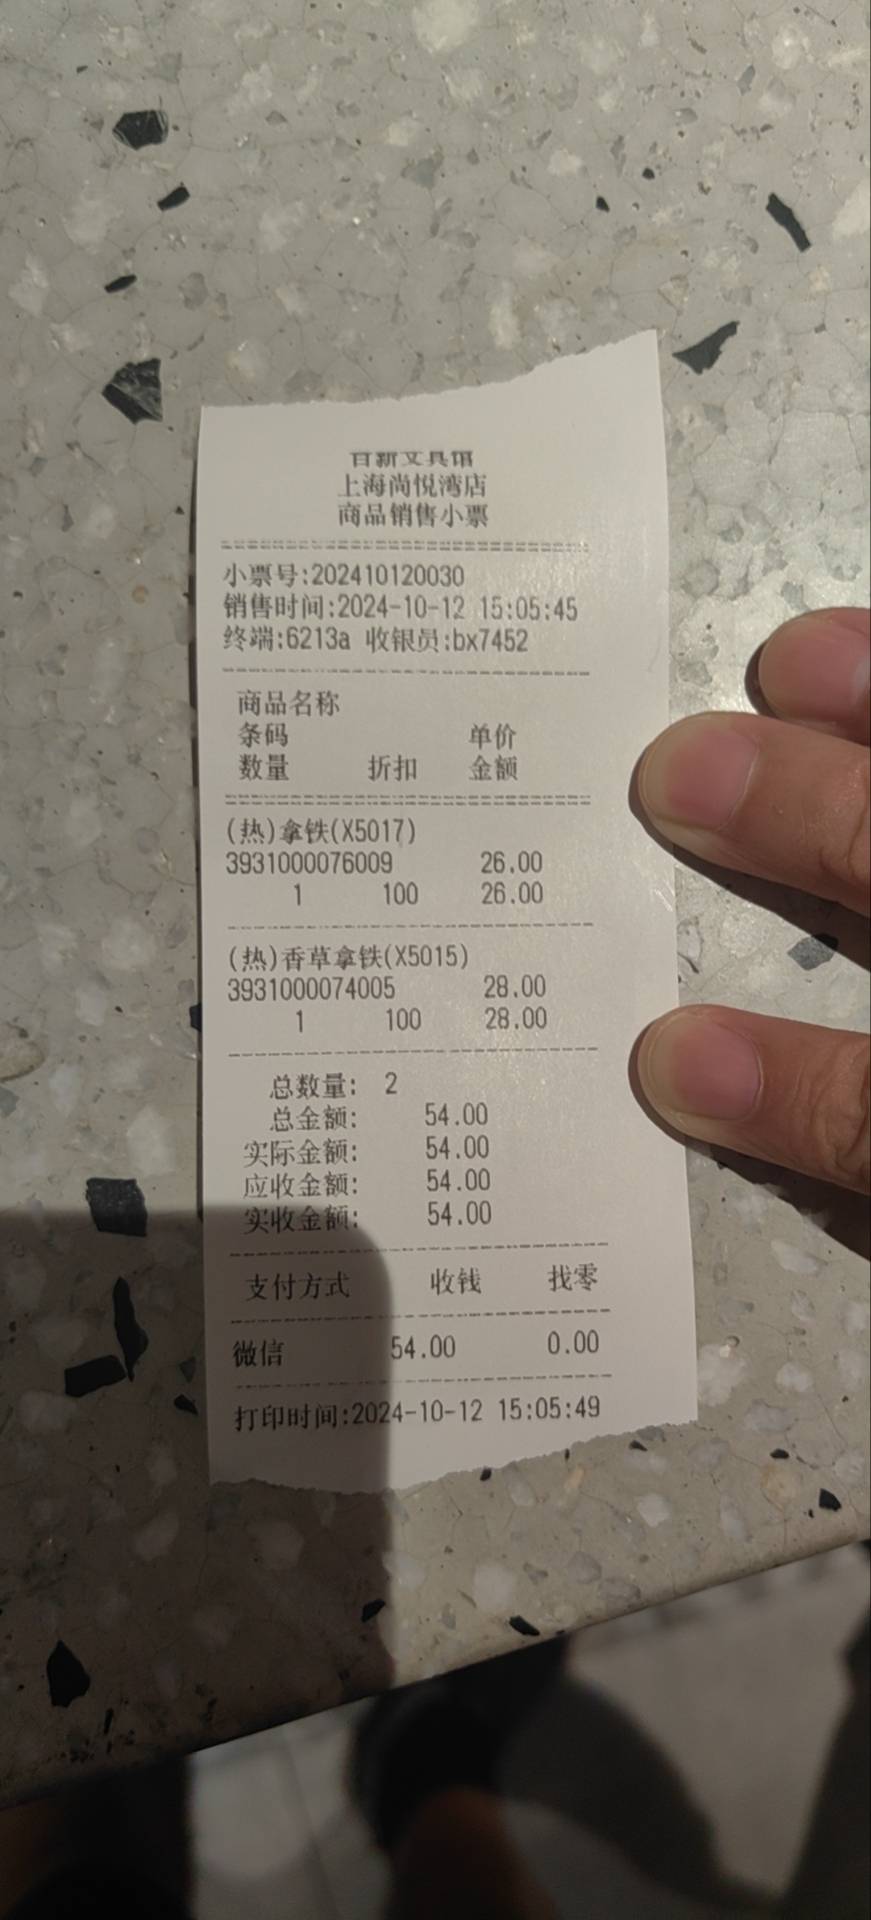 百新文具馆
上海尚悦湾店
商品销售小票
小票号:202410120030
销售时间:2024-10-12 15:05:45
终端:6213a 收银员:bx7452
商品名称
条码 单价
数量 折扣 金额
(热)拿铁(X5017)
3931000076009 26.00
1 100 26.00
(热)香草拿铁(X5015)
3931000074005 28.00
1 100 28.00
总数量: 2
总金额: 54.00
实际金额: 54.00
应收金额: 54.00
实收金额: 54.00
支付方式 收钱 找零
微信 54.00 0.00
打印时间:2024-10-12 15:05:49